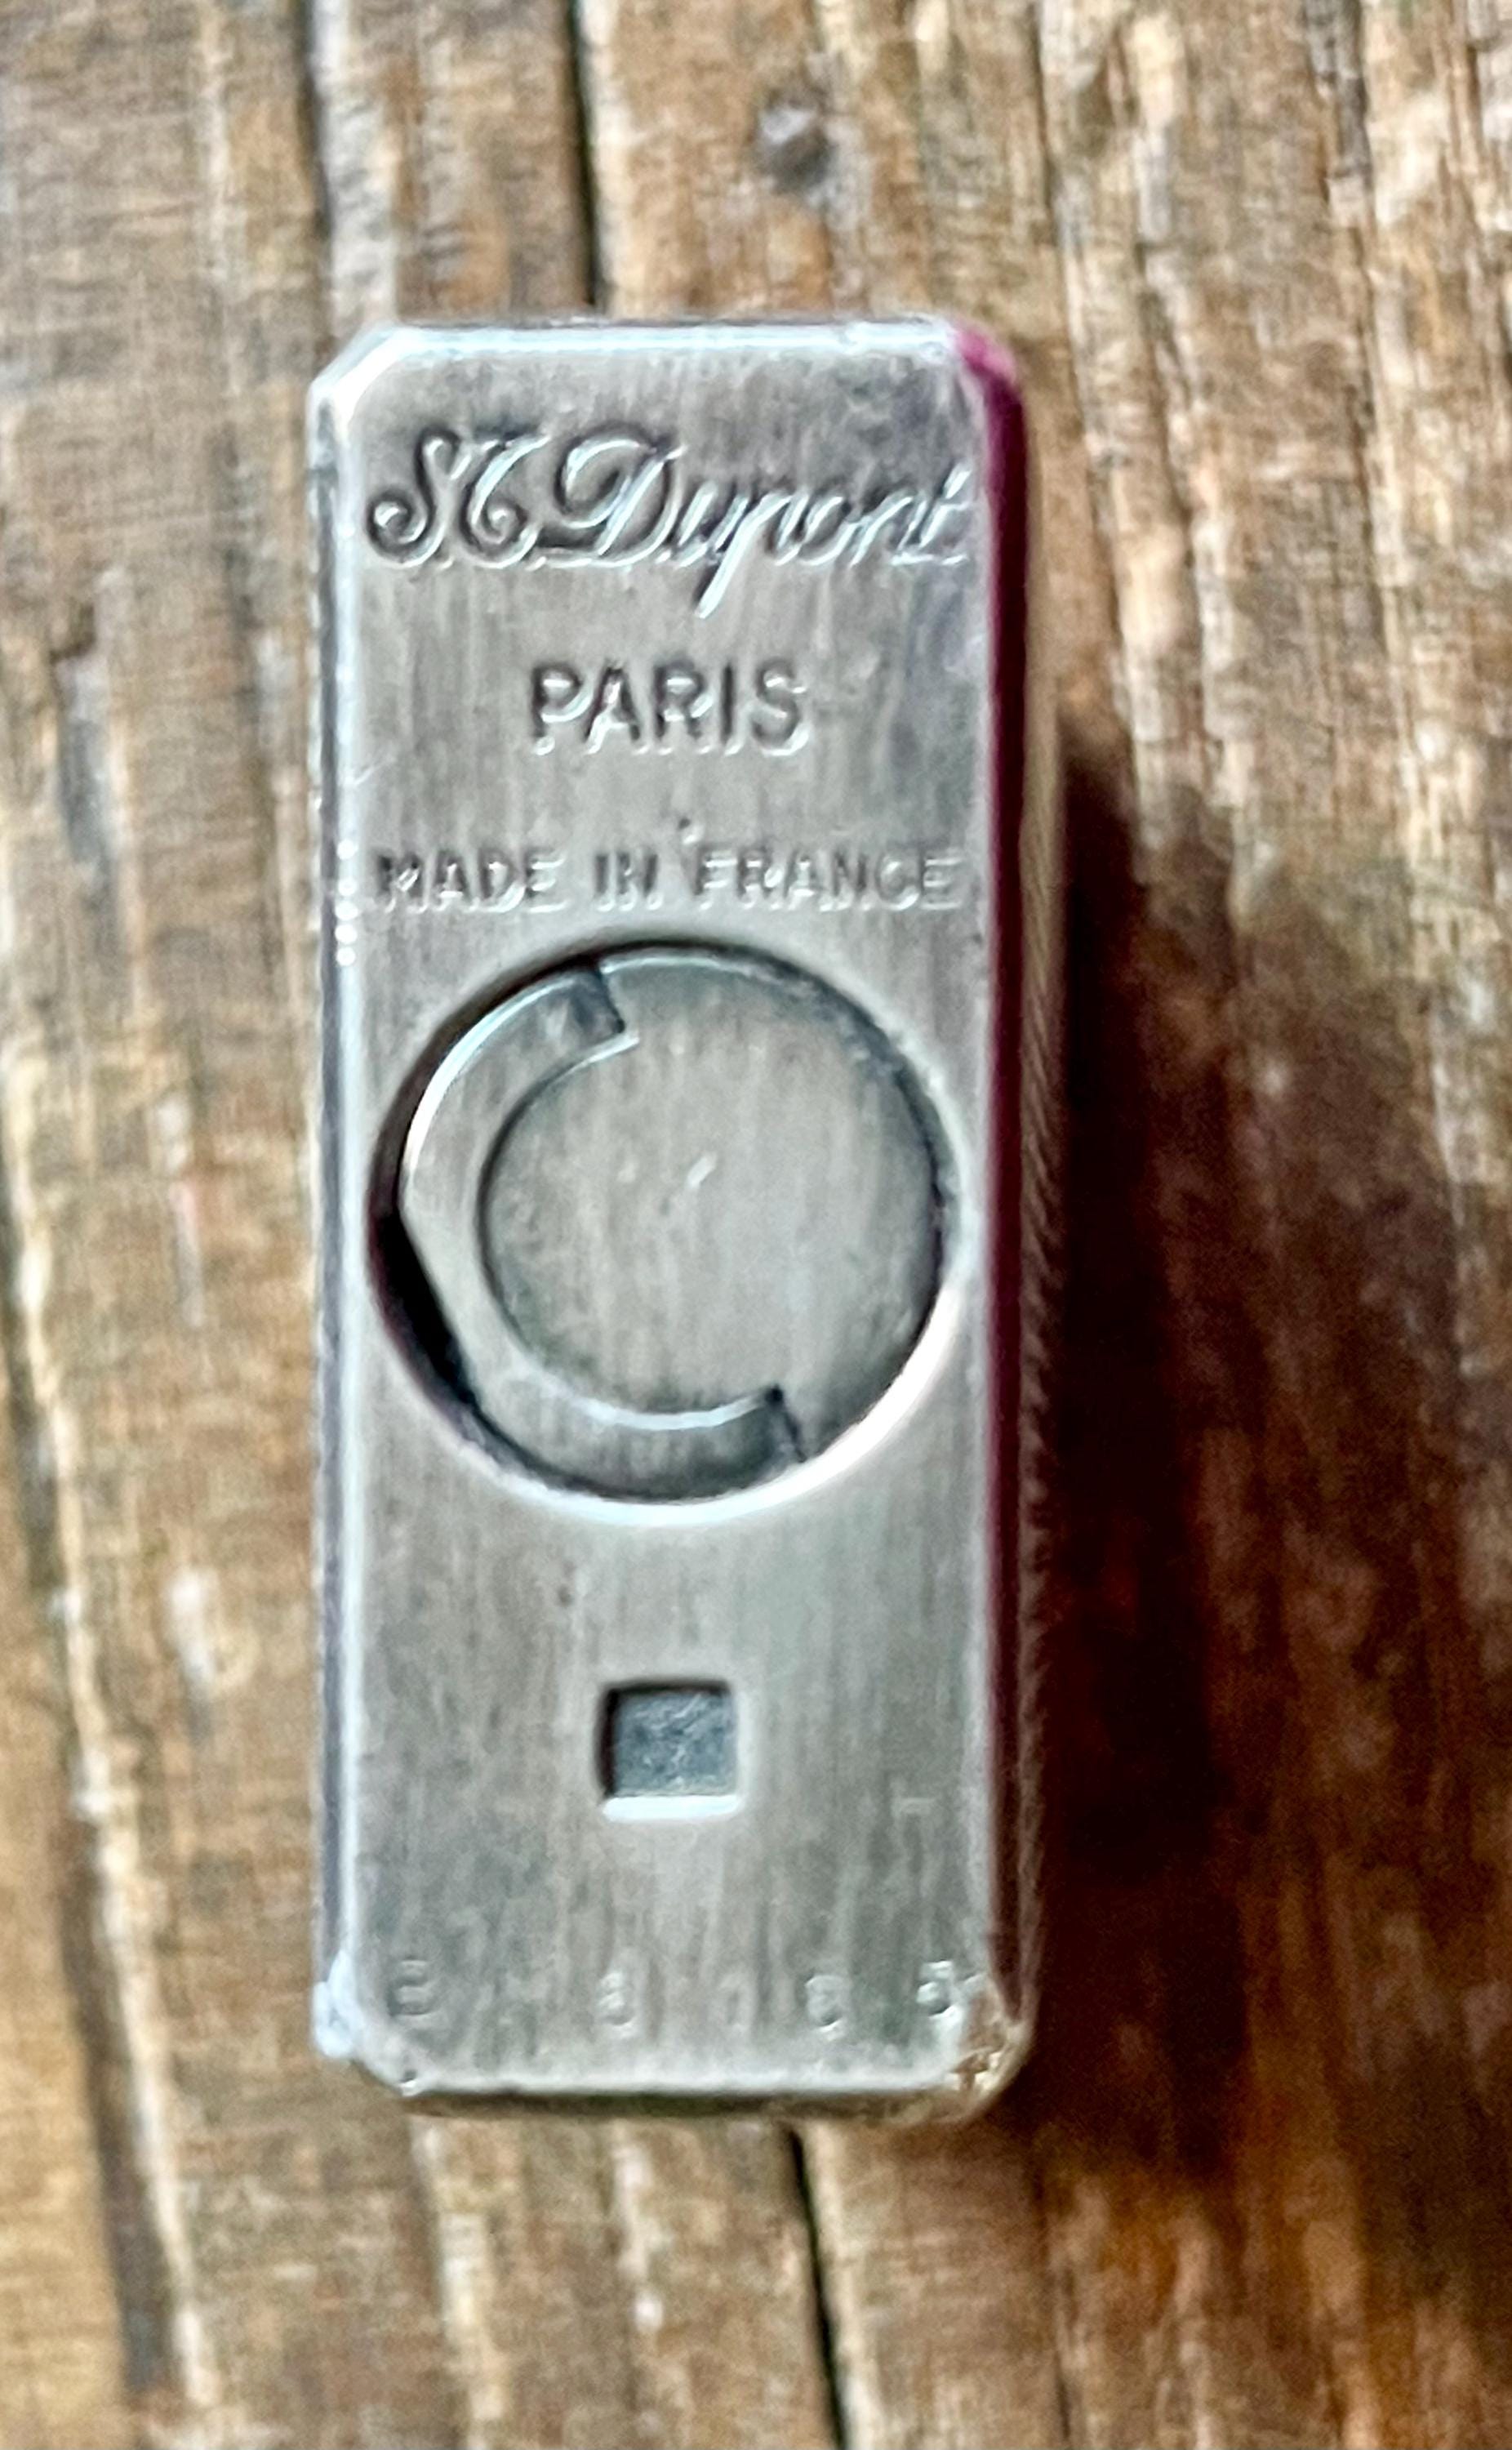 S.T. Dupont
PARIS
MADE IN FRANCE